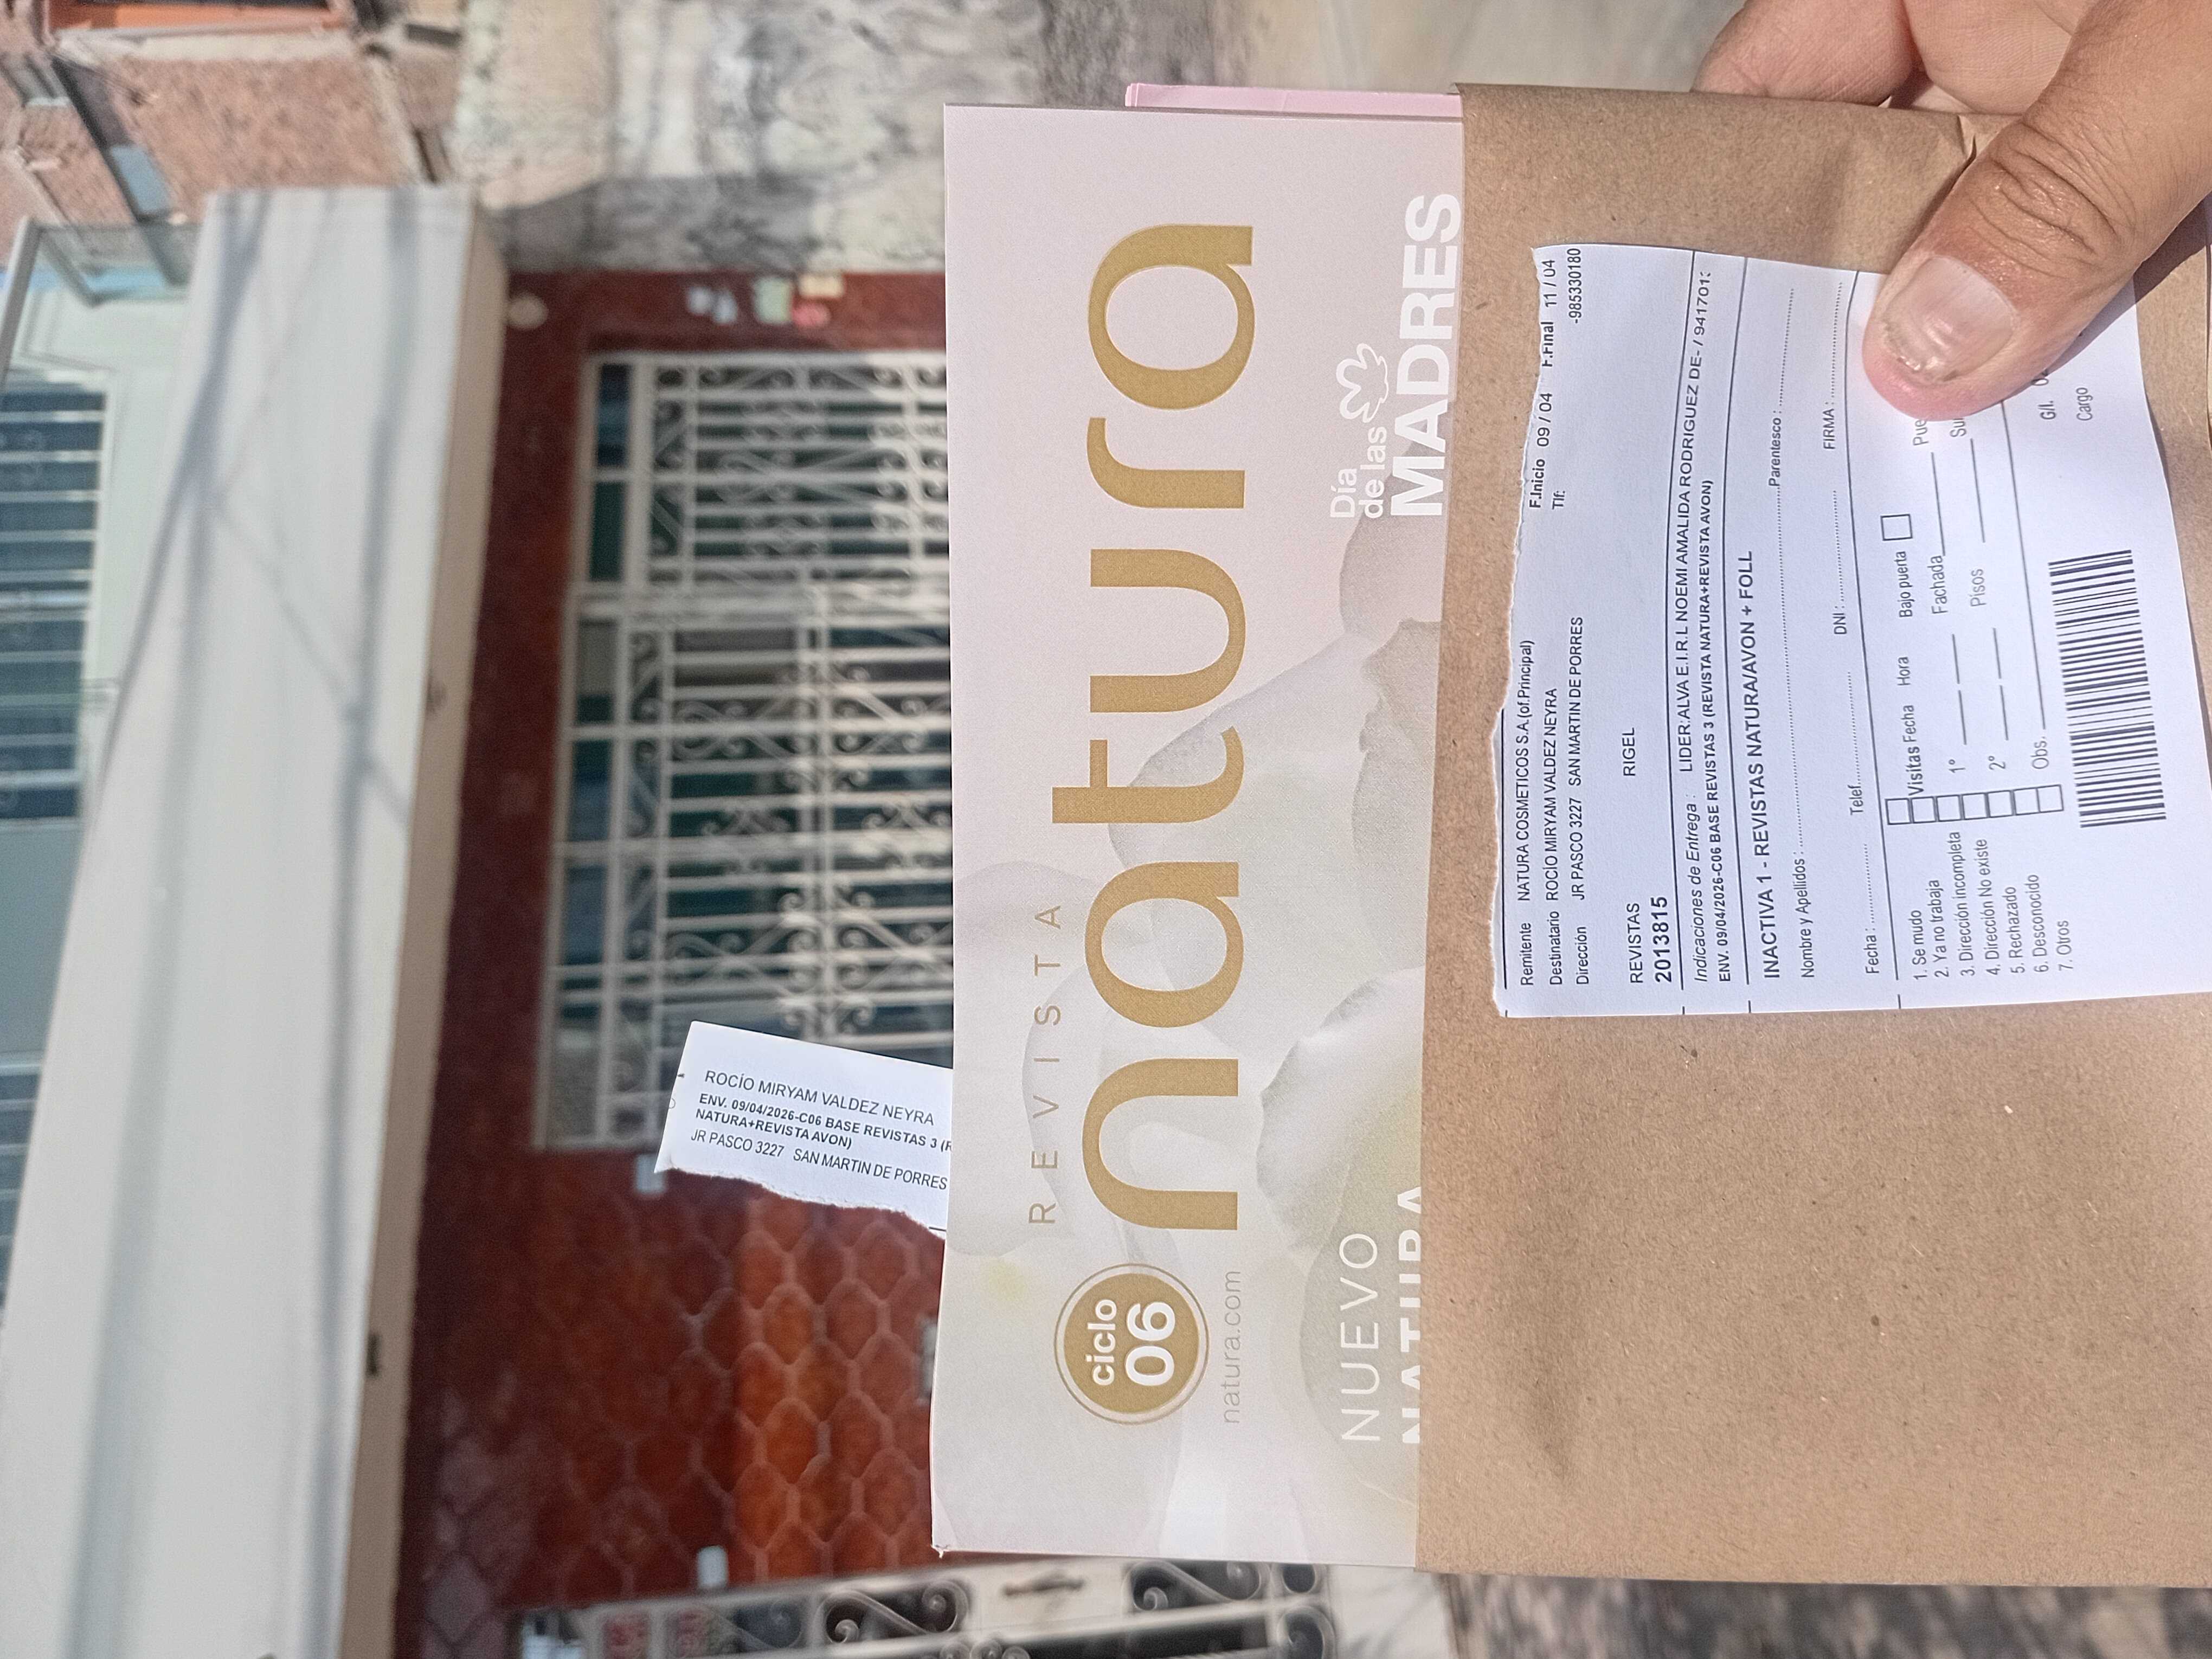 ROCÍO MIRYAM VALDEZ NEYRA
ENV. 09/04/2026-C06 BASE REVISTAS 3 (R
NATURA+REVISTA AVON)
JR PASCO 3227 SAN MARTIN DE PORRES
REVISTA
natura
ciclo
06
natura.com
Día
de las
MADRES
NUEVO
NATURA
Remitente NATURA COSMETICOS S.A.(of.Principal) F.Inicio 09 / 04 F.Final 11 / 04
Destinatario ROCÍO MIRYAM VALDEZ NEYRA Tlf: -985330180
Dirección JR PASCO 3227 SAN MARTIN DE PORRES
REVISTAS RIGEL
2013815
Indicaciones de Entrega : LIDER:ALVA E.I.R.L NOEMI AMALIDA RODRIGUEZ DE- / 941701
ENV. 09/04/2026-C06 BASE REVISTAS 3 (REVISTA NATURA+REVISTA AVON)
INACTIVA 1 - REVISTAS NATURA/AVON + FOLL
Nombre y Apellidos : Parentesco :
Fecha : Telef. DNI : FIRMA :
Visitas Fecha Hora Bajo puerta Pue
1. Se mudo
2. Ya no trabaja 1° Fachada Su
3. Dirección incompleta
4. Dirección No existe 2° Pisos
5. Rechazado
6. Desconocido Obs. G/l.
7. Otros Cargo